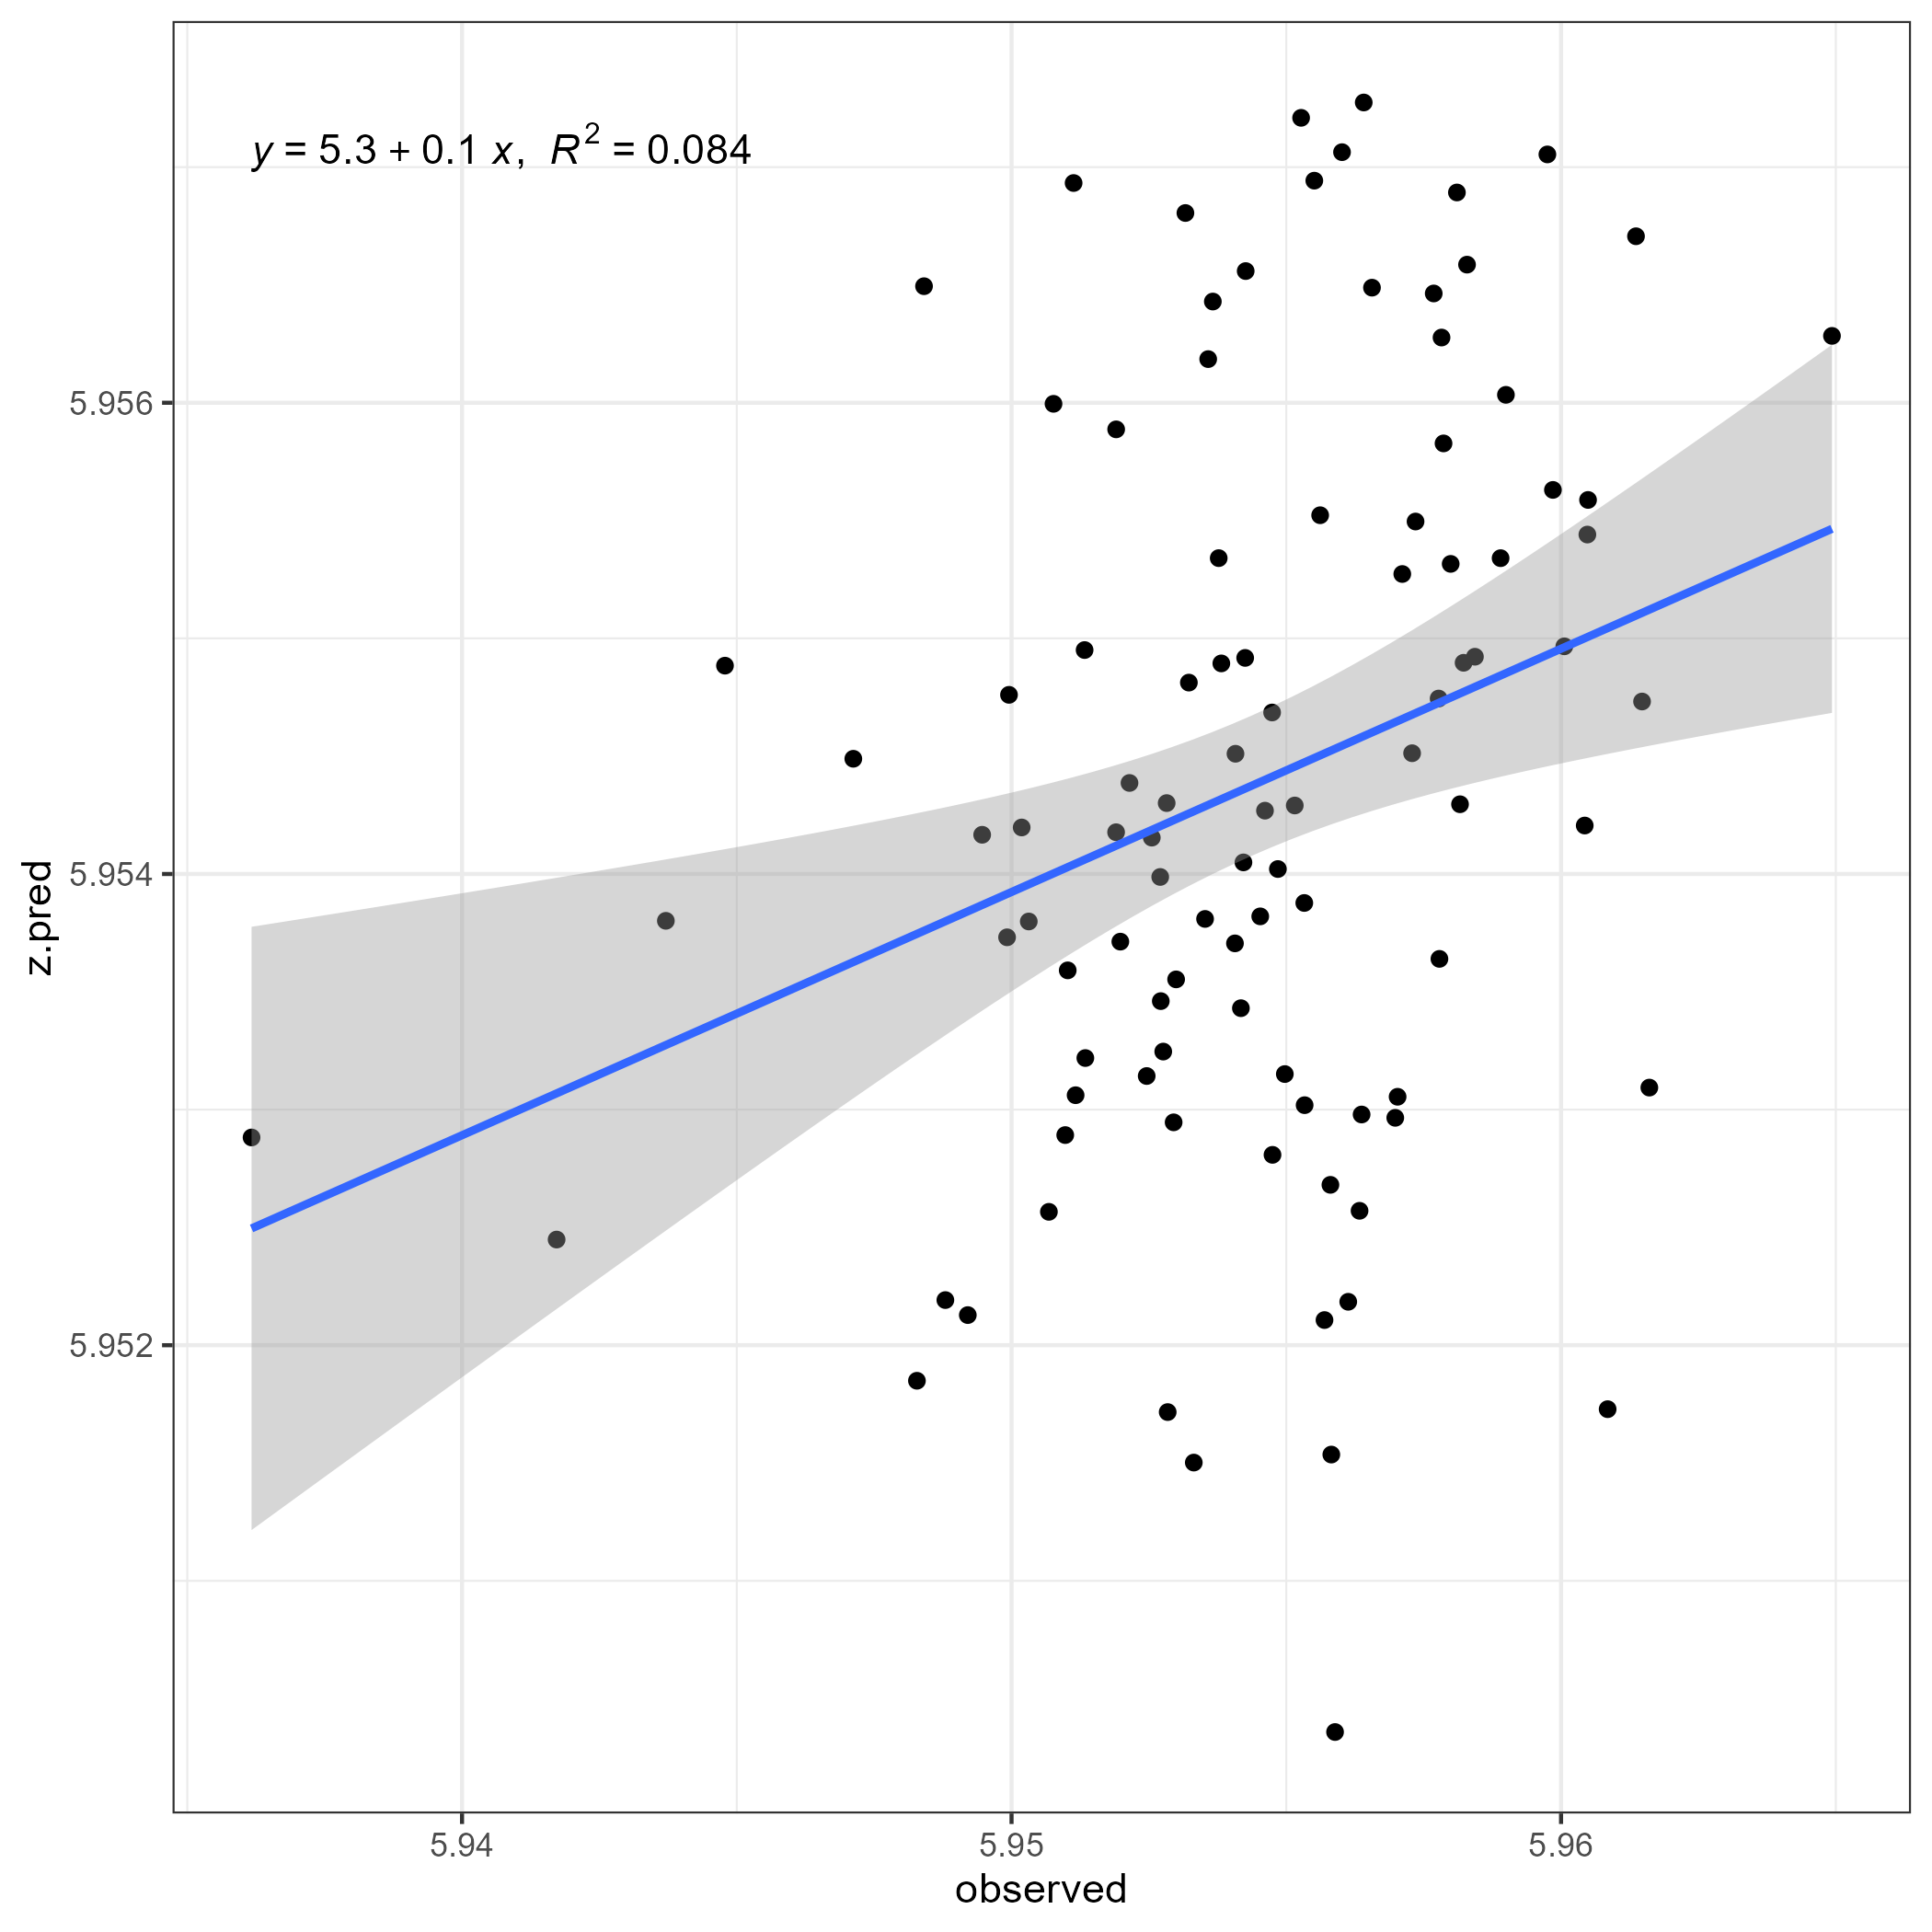 y = 5.3 + 0.1 x, R² = 0.084
5.956
5.954
5.952
z.pred
5.94 5.95 5.96
observed